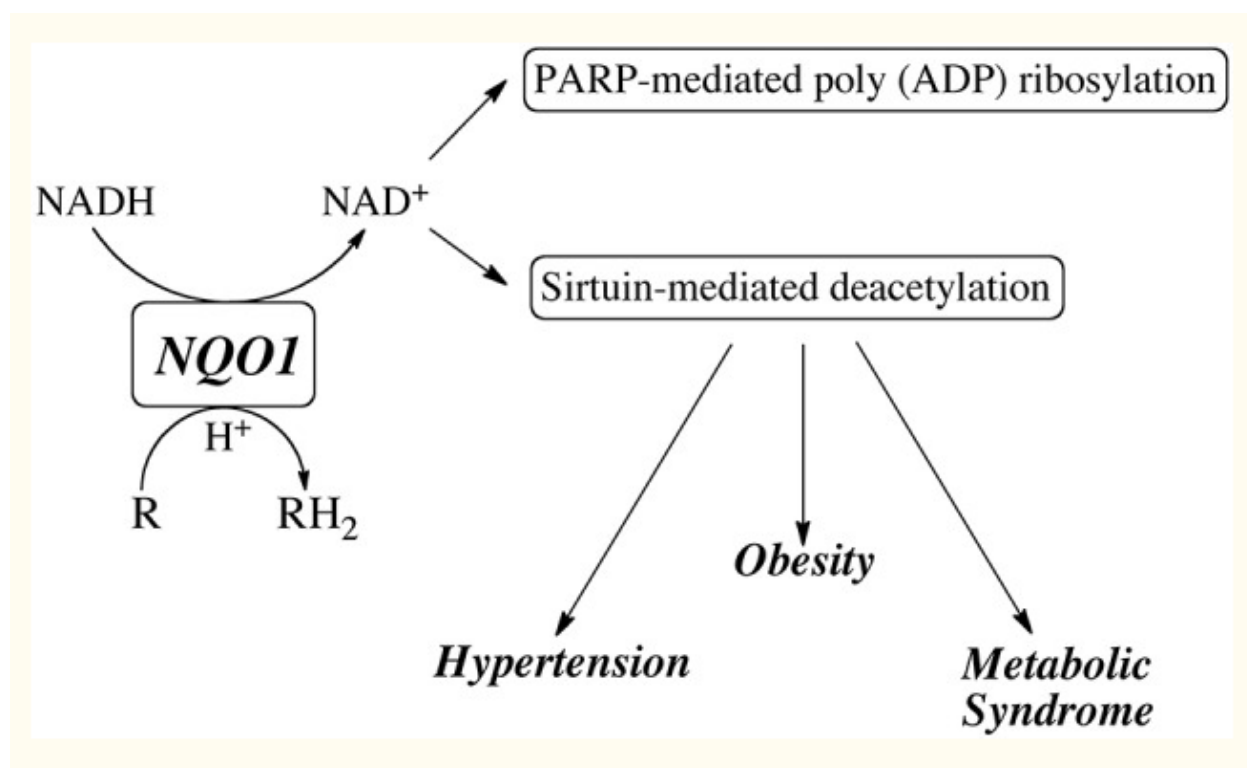 PARP-mediated poly (ADP) ribosylation
NADH
NAD⁺
Sirtuin-mediated deacetylation
NQO1
H⁺
R
RH₂
Obesity
Hypertension
Metabolic
Syndrome